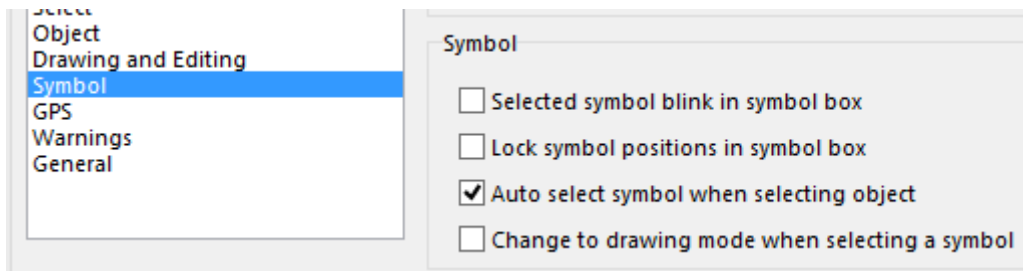 Select
Object
Drawing and Editing
Symbol
GPS
Warnings
General
Symbol
Selected symbol blink in symbol box
Lock symbol positions in symbol box
Auto select symbol when selecting object
Change to drawing mode when selecting a symbol